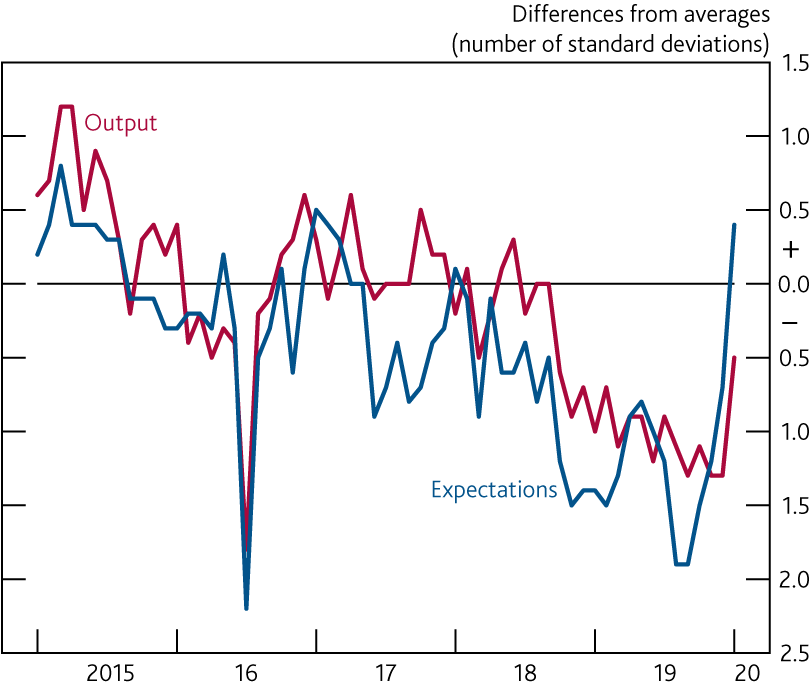 Differences from averages
(number of standard deviations)
1.5
Output
1.0
0.5
+
0.0
–
0.5
1.0
Expectations
1.5
2.0
2.5
2015 16 17 18 19 20